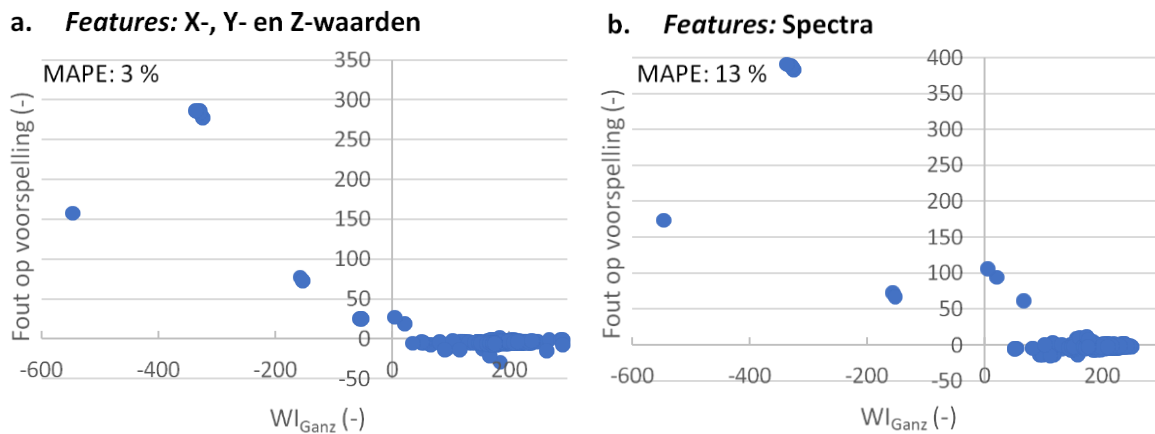 a. Features: X-, Y- en Z-waarden
MAPE: 3 %
350
300
250
200
150
100
50
0
-50
-600 -400 -200 0 200
Fout op voorspelling (-)
WIGanz (-)
b. Features: Spectra
MAPE: 13 %
400
350
300
250
200
150
100
50
0
-50
-600 -400 -200 0 200
Fout op voorspelling (-)
WIGanz (-)